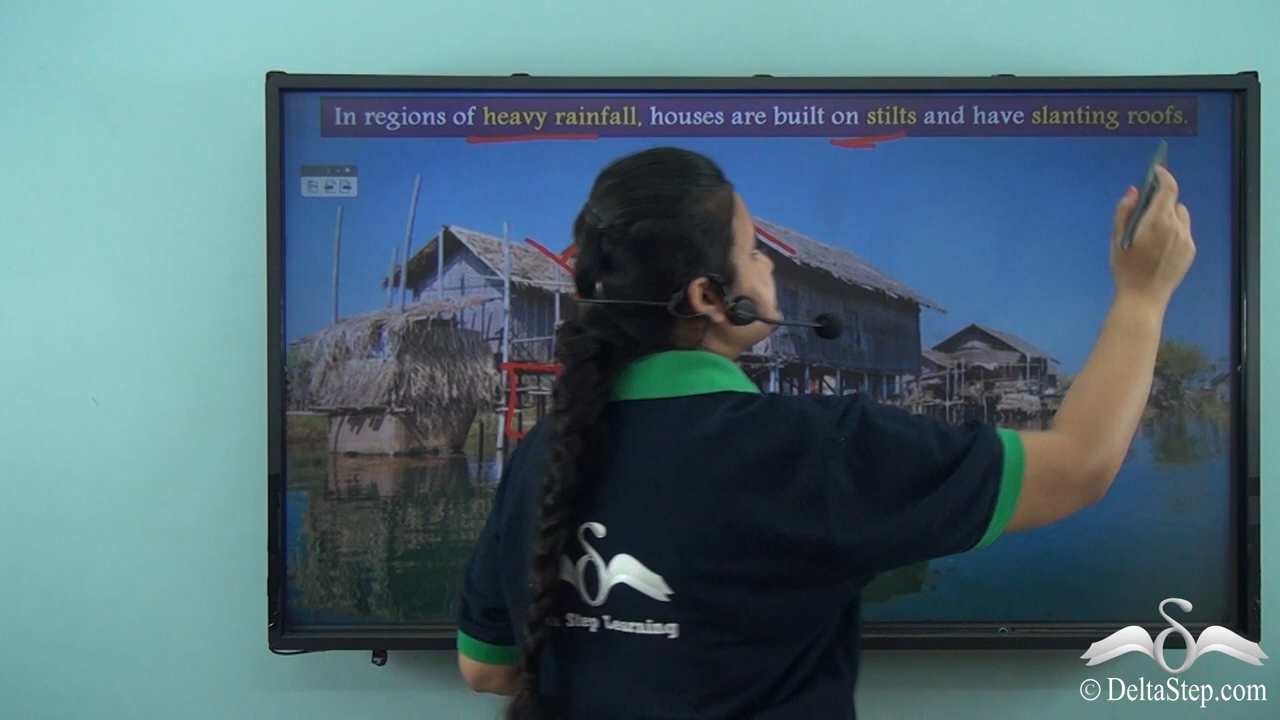 In regions of heavy rainfall, houses are built on stilts and have slanting roofs.
Step Learning
© DeltaStep.com